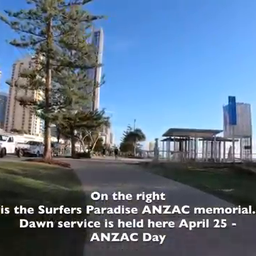 On the right
is the Surfers Paradise ANZAC memorial.
Dawn service is held here April 25 -
ANZAC Day